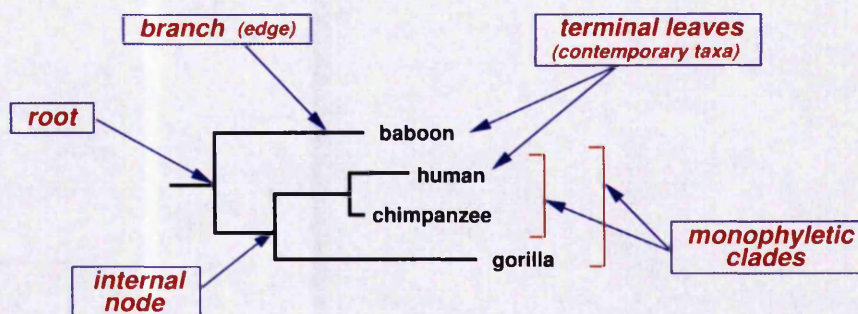 branch (edge)
terminal leaves
(contemporary taxa)
root
baboon
human
chimpanzee
gorilla
monophyletic
clades
internal
node